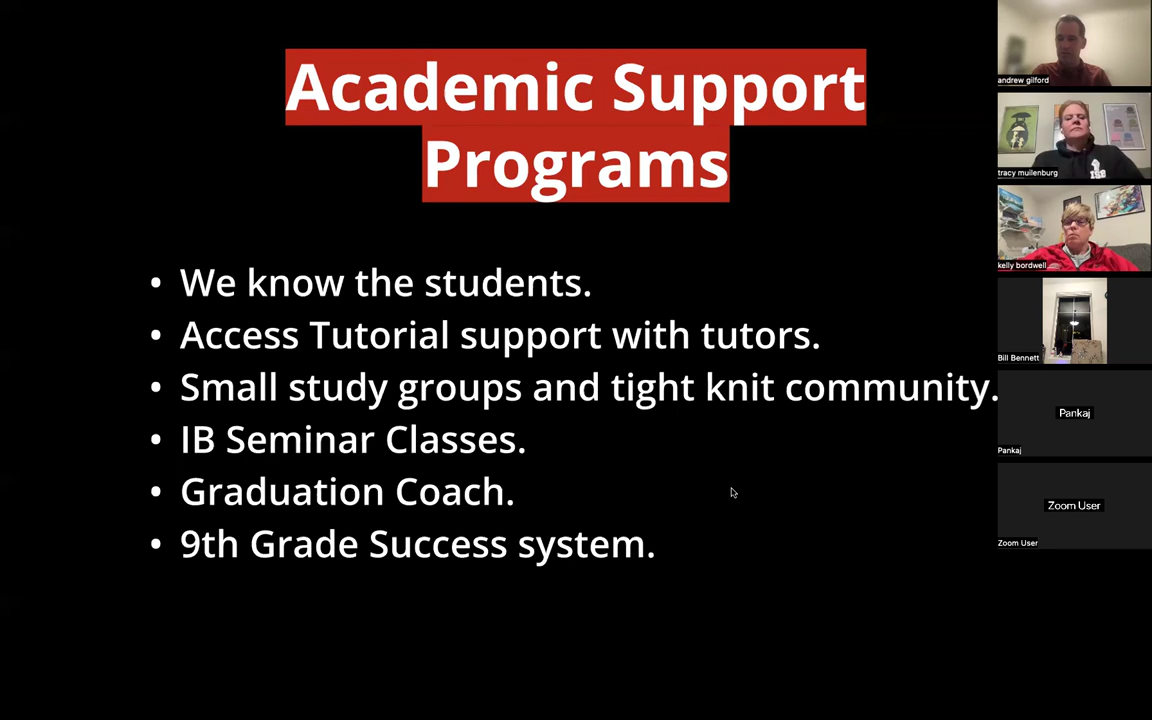 Academic Support
Programs
• We know the students.
• Access Tutorial support with tutors.
• Small study groups and tight knit community.
• IB Seminar Classes.
• Graduation Coach.
• 9th Grade Success system.
andrew gilford
tracy muilenburg
kelly bordwell
Bill Bennett
Pankaj
Pankaj
Zoom User
Zoom User